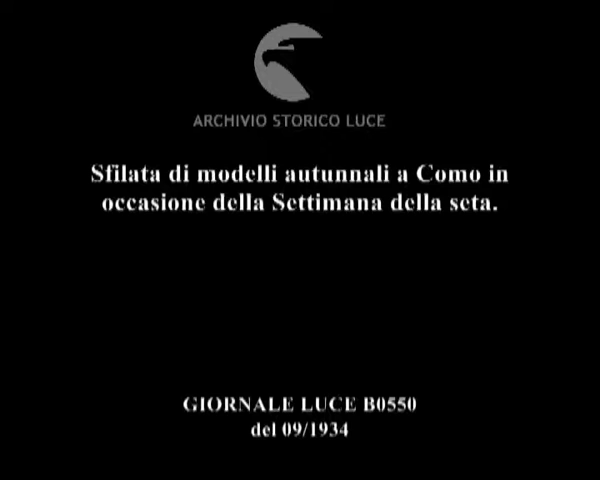 ARCHIVIO STORICO LUCE
Sfilata di modelli autunnali a Como in
occasione della Settimana della seta.
GIORNALE LUCE B0550
del 09/1934